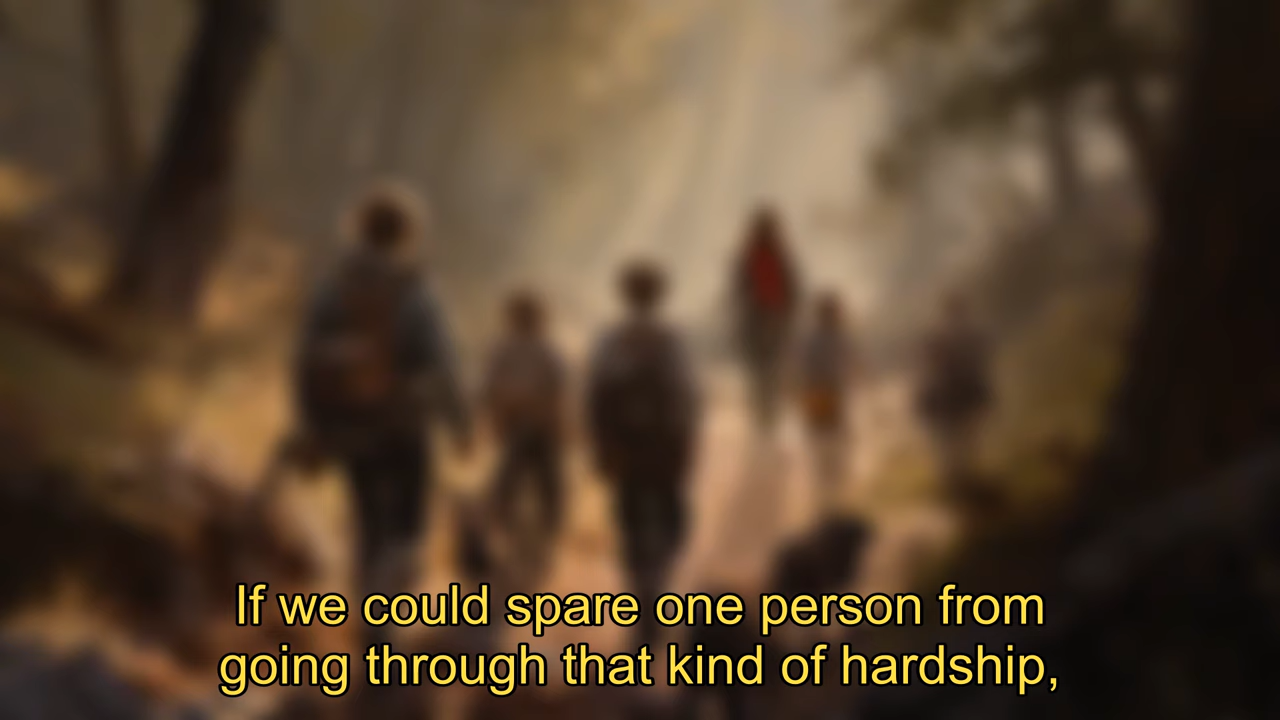 If we could spare one person from
going through that kind of hardship,